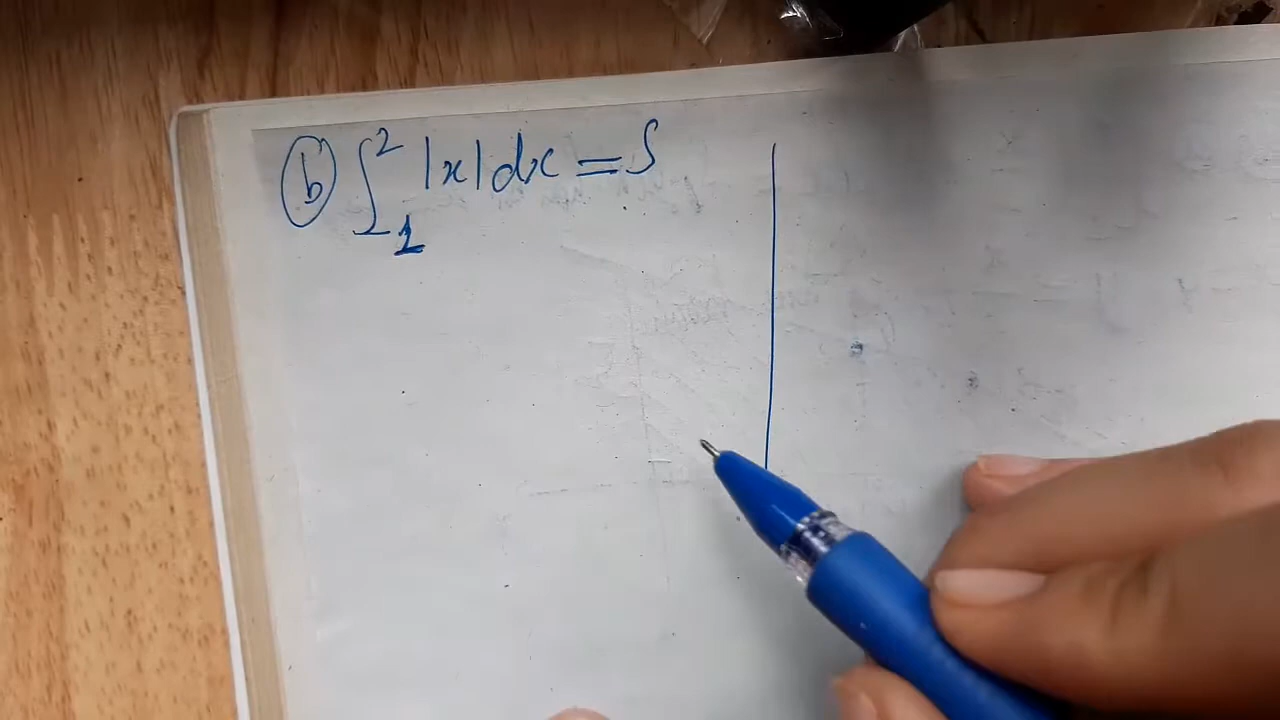 (b) ∫₁² |x| dx = ∫